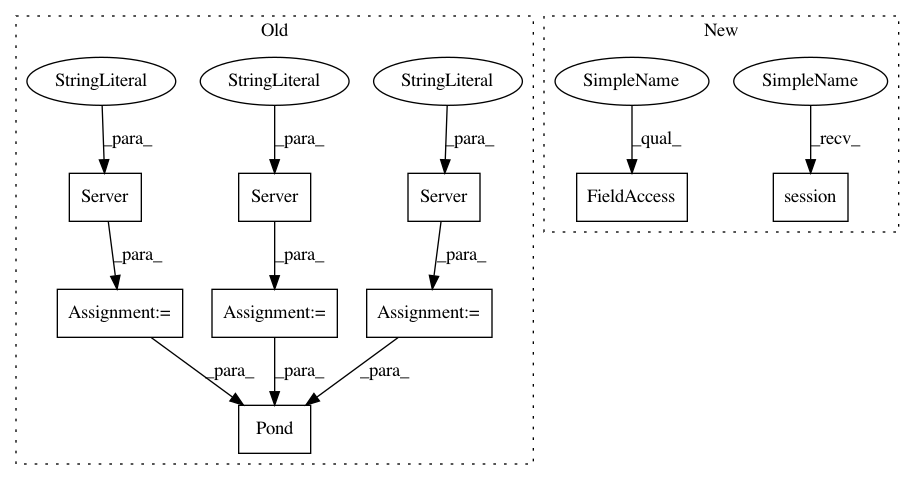 Old
New
StringLiteral
StringLiteral
StringLiteral
SimpleName
SimpleName
_para_
_para_
_para_
_qual_
_recv_
Server
Server
Server
FieldAccess
session
_para_
_para_
_para_
Assignment:=
Assignment:=
Assignment:=
_para_
_para_
_para_
Pond